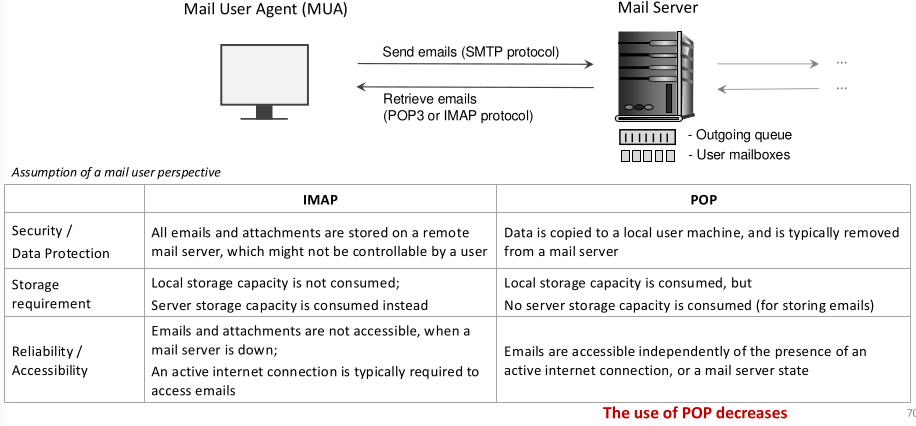 Mail User Agent (MUA)
Mail Server
Send emails (SMTP protocol)
...
Retrieve emails
(POP3 or IMAP protocol)
...
- Outgoing queue
- User mailboxes
Assumption of a mail user perspective
IMAP
POP
Security /
Data Protection
All emails and attachments are stored on a remote
mail server, which might not be controllable by a user
Data is copied to a local user machine, and is typically removed
from a mail server
Storage
requirement
Local storage capacity is not consumed;
Server storage capacity is consumed instead
Local storage capacity is consumed, but
No server storage capacity is consumed (for storing emails)
Reliability /
Accessibility
Emails and attachments are not accessible, when a
mail server is down;
An active internet connection is typically required to
access emails
Emails are accessible independently of the presence of an
active internet connection, or a mail server state
The use of POP decreases
70